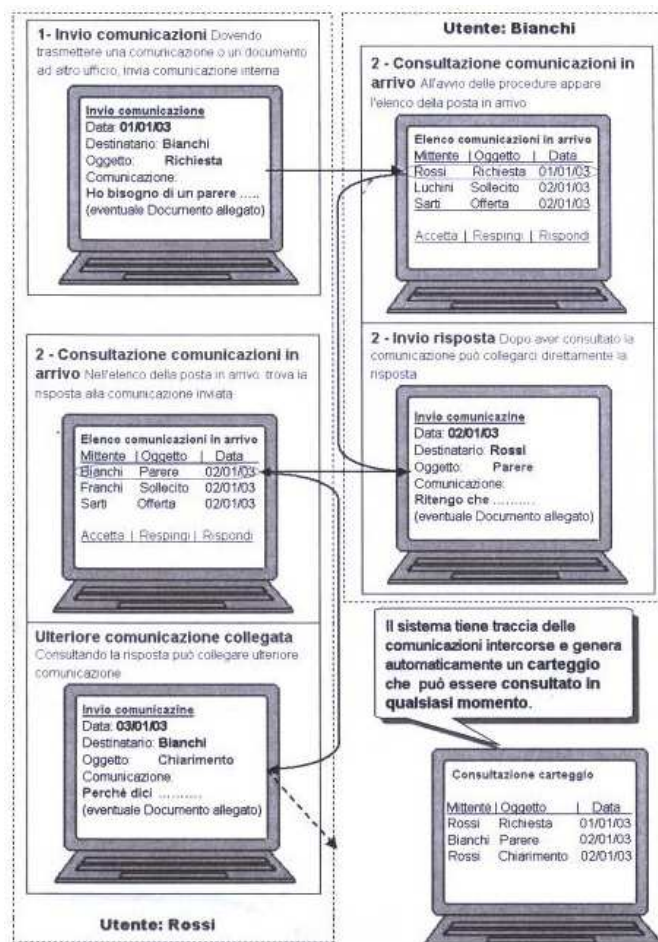 1- Invio comunicazioni Dovendo
trasmettere una comunicazione o un documento
ad altro ufficio, invia comunicazione interna
Invio comunicazione
Data: 01/01/03
Destinatario: Bianchi
Oggetto: Richiesta
Comunicazione:
Ho bisogno di un parere .....
(eventuale Documento allegato)
Utente: Bianchi
2 - Consultazione comunicazioni in
arrivo All'avvio delle procedure appare
l'elenco della posta in arrivo
Elenco comunicazioni in arrivo
Mittente | Oggetto | Data
Rossi Richiesta 01/01/03
Luchini Sollecito 02/01/03
Sarti Offerta 02/01/03
Accetta | Respingi | Rispondi
2 - Invio risposta Dopo aver consultato la
comunicazione può collegarci direttamente la
risposta
Invio comunicazine
Data: 02/01/03
Destinatario: Rossi
Oggetto: Parere
Comunicazione:
Ritengo che ..........
(eventuale Documento allegato)
2 - Consultazione comunicazioni in
arrivo Nell'elenco della posta in arrivo trova la
risposta alla comunicazione inviata
Elenco comunicazioni in arrivo
Mittente | Oggetto | Data
Bianchi Parere 02/01/03
Franchi Sollecito 02/01/03
Sarti Offerta 02/01/03
Accetta | Respingi | Rispondi
Ulteriore comunicazione collegata
Consultando la risposta può collegare ulteriore
comunicazione
Invio comunicazine
Data: 03/01/03
Destinatario: Bianchi
Oggetto: Chiarimento
Comunicazione:
Perchè dici ..........
(eventuale Documento allegato)
Utente: Rossi
Il sistema tiene traccia delle
comunicazioni intercorse e genera
automaticamente un carteggio
che può essere consultato in
qualsiasi momento.
Consultazione carteggio
Mittente | Oggetto | Data
Rossi Richiesta 01/01/03
Bianchi Parere 02/01/03
Rossi Chiarimento 02/01/03